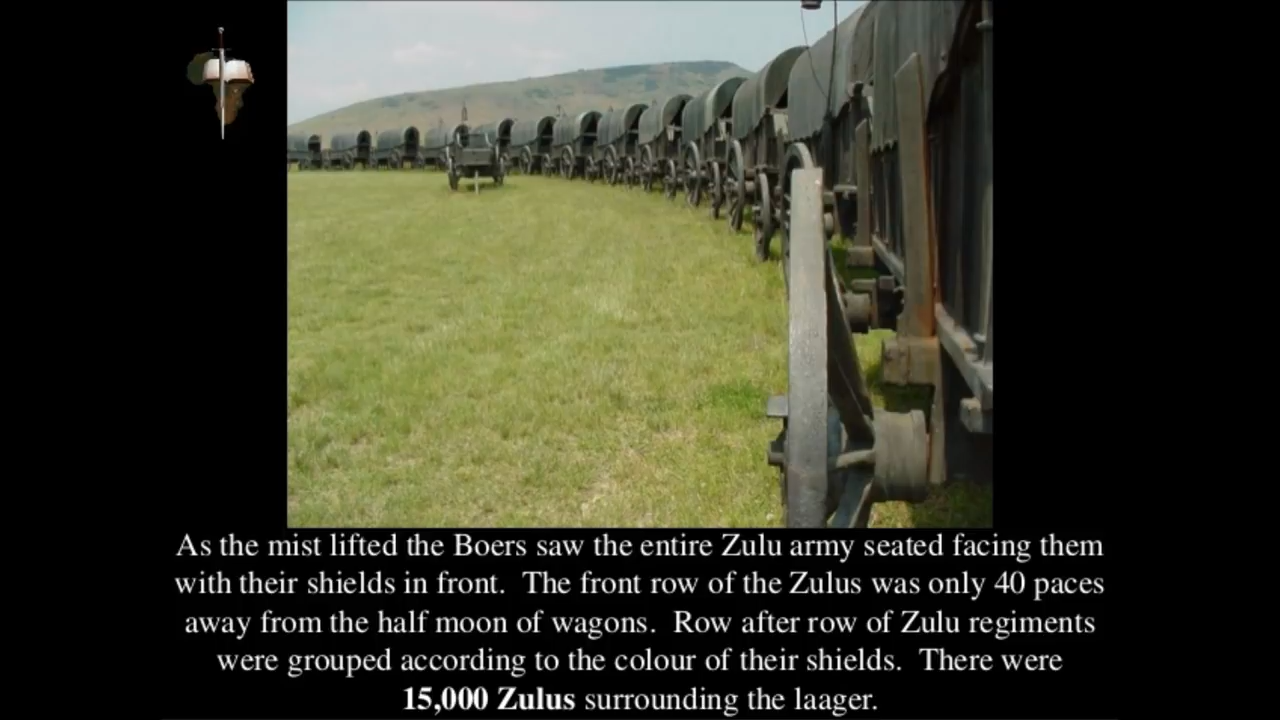 As the mist lifted the Boers saw the entire Zulu army seated facing them
with their shields in front.  The front row of the Zulus was only 40 paces
away from the half moon of wagons.  Row after row of Zulu regiments
were grouped according to the colour of their shields.  There were
15,000 Zulus surrounding the laager.